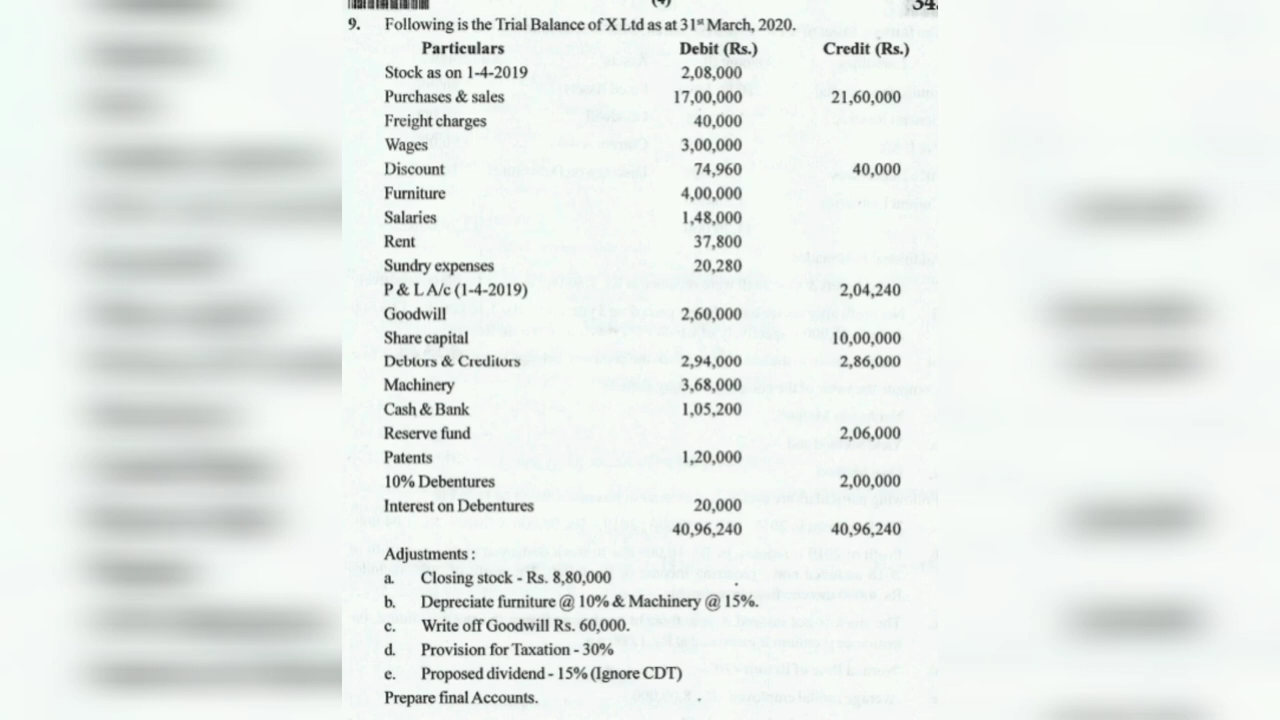 (4)
34.
9. Following is the Trial Balance of X Ltd as at 31st March, 2020.
Particulars Debit (Rs.) Credit (Rs.)
Stock as on 1-4-2019 2,08,000
Purchases & sales 17,00,000 21,60,000
Freight charges 40,000
Wages 3,00,000
Discount 74,960 40,000
Furniture 4,00,000
Salaries 1,48,000
Rent 37,800
Sundry expenses 20,280
P & L A/c (1-4-2019) 2,04,240
Goodwill 2,60,000
Share capital 10,00,000
Debtors & Creditors 2,94,000 2,86,000
Machinery 3,68,000
Cash & Bank 1,05,200
Reserve fund 2,06,000
Patents 1,20,000
10% Debentures 2,00,000
Interest on Debentures 20,000
40,96,240 40,96,240
Adjustments :
a. Closing stock - Rs. 8,80,000
b. Depreciate furniture @ 10% & Machinery @ 15%.
c. Write off Goodwill Rs. 60,000.
d. Provision for Taxation - 30%
e. Proposed dividend - 15% (Ignore CDT)
Prepare final Accounts.